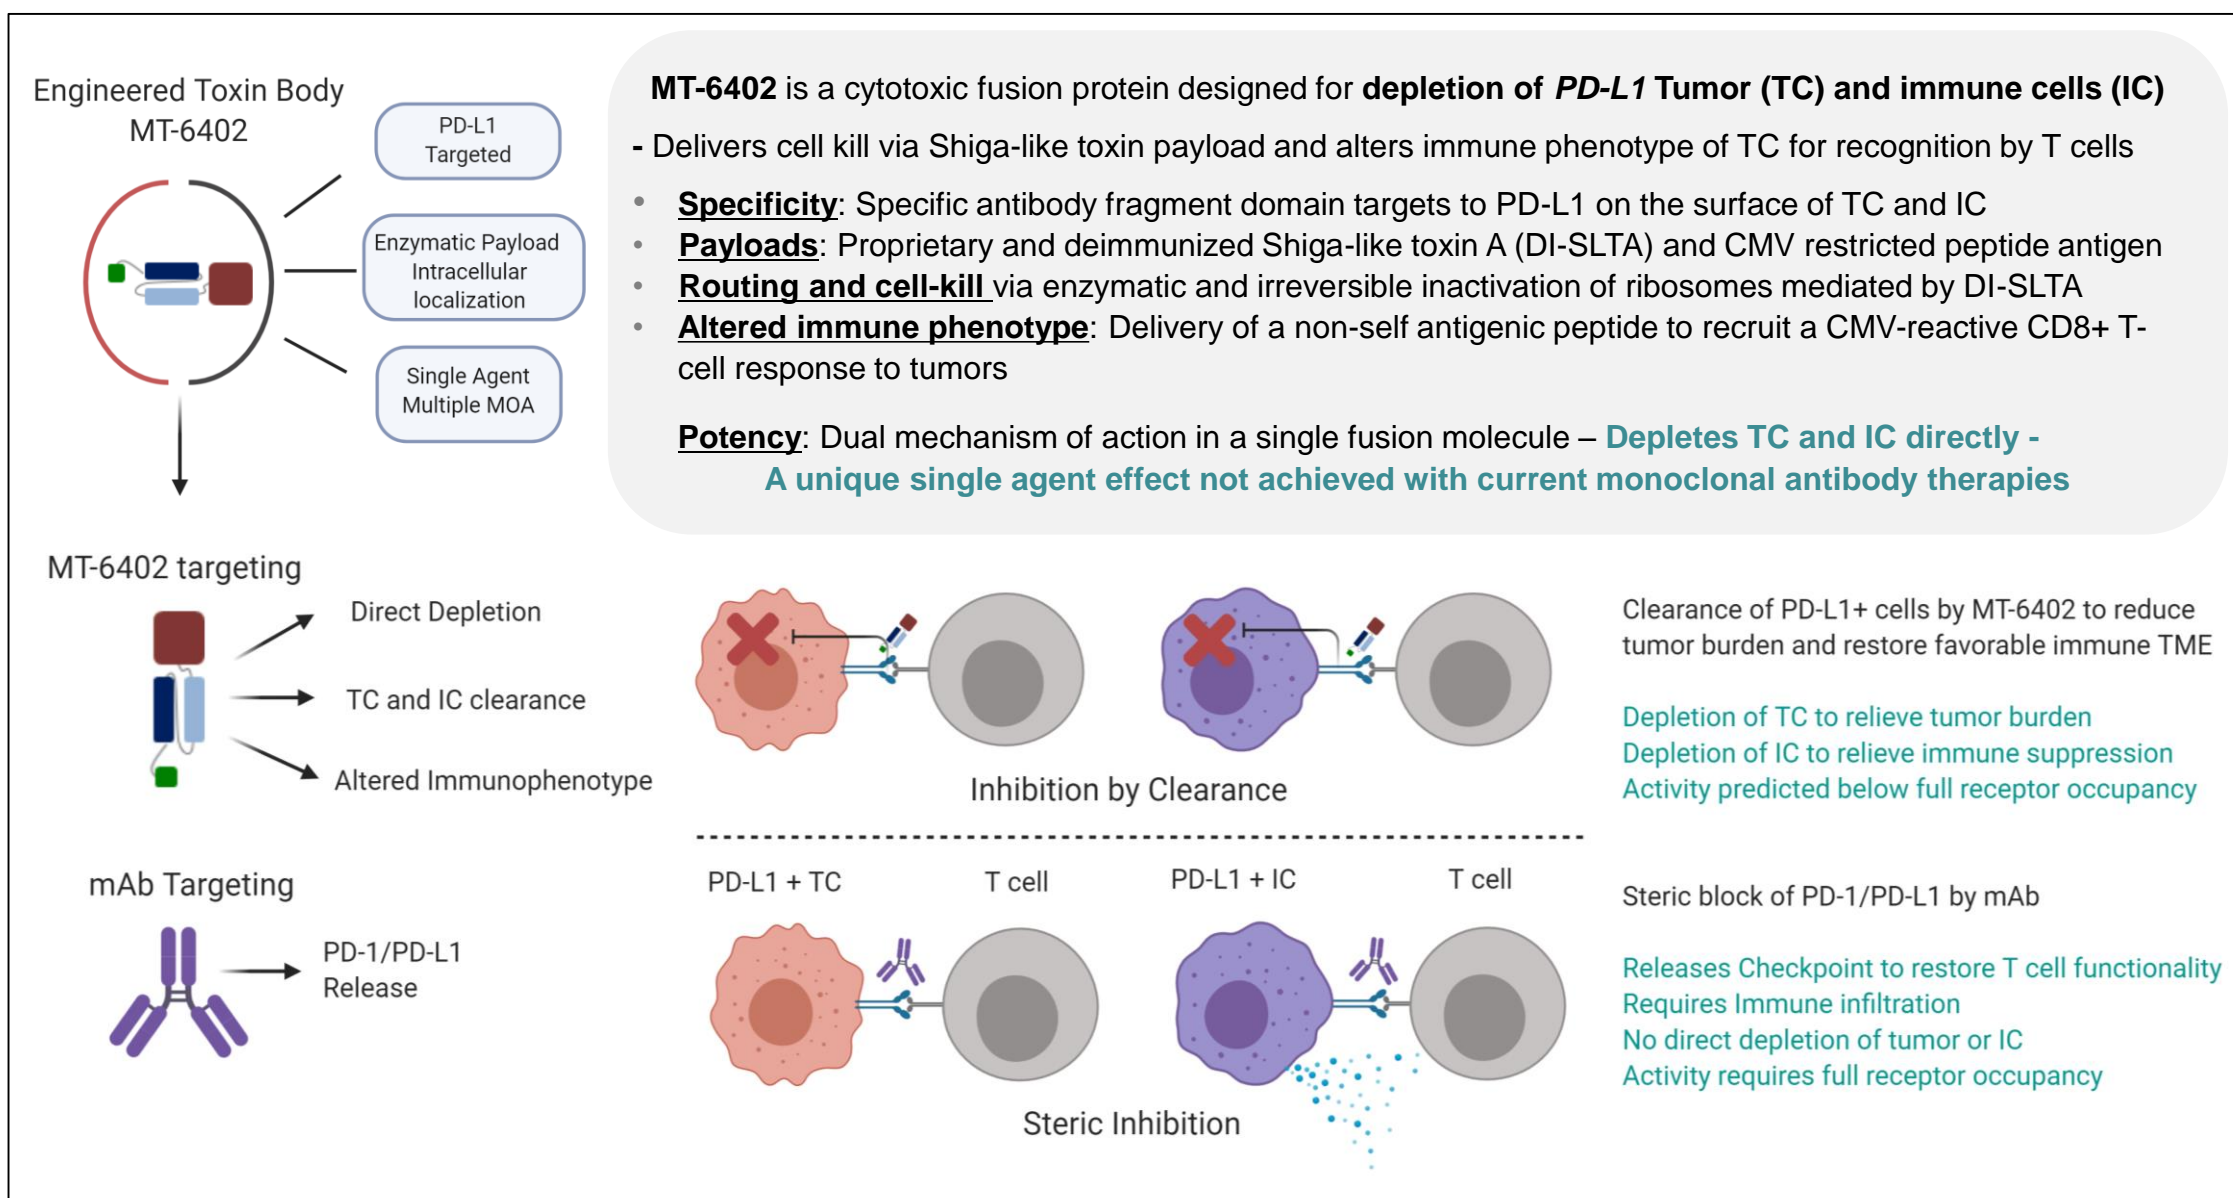 Engineered Toxin Body
MT-6402
PD-L1
Targeted
Enzymatic Payload
Intracellular
localization
Single Agent
Multiple MOA
MT-6402 is a cytotoxic fusion protein designed for depletion of PD-L1 Tumor (TC) and immune cells (IC)
- Delivers cell kill via Shiga-like toxin payload and alters immune phenotype of TC for recognition by T cells
• Specificity: Specific antibody fragment domain targets to PD-L1 on the surface of TC and IC
• Payloads: Proprietary and deimmunized Shiga-like toxin A (DI-SLTA) and CMV restricted peptide antigen
• Routing and cell-kill via enzymatic and irreversible inactivation of ribosomes mediated by DI-SLTA
• Altered immune phenotype: Delivery of a non-self antigenic peptide to recruit a CMV-reactive CD8+ T-
cell response to tumors
Potency: Dual mechanism of action in a single fusion molecule – Depletes TC and IC directly -
A unique single agent effect not achieved with current monoclonal antibody therapies
MT-6402 targeting
Direct Depletion
TC and IC clearance
Altered Immunophenotype
Inhibition by Clearance
Clearance of PD-L1+ cells by MT-6402 to reduce
tumor burden and restore favorable immune TME
Depletion of TC to relieve tumor burden
Depletion of IC to relieve immune suppression
Activity predicted below full receptor occupancy
mAb Targeting
PD-1/PD-L1
Release
PD-L1 + TC
T cell
PD-L1 + IC
T cell
Steric Inhibition
Steric block of PD-1/PD-L1 by mAb
Releases Checkpoint to restore T cell functionality
Requires Immune infiltration
No direct depletion of tumor or IC
Activity requires full receptor occupancy